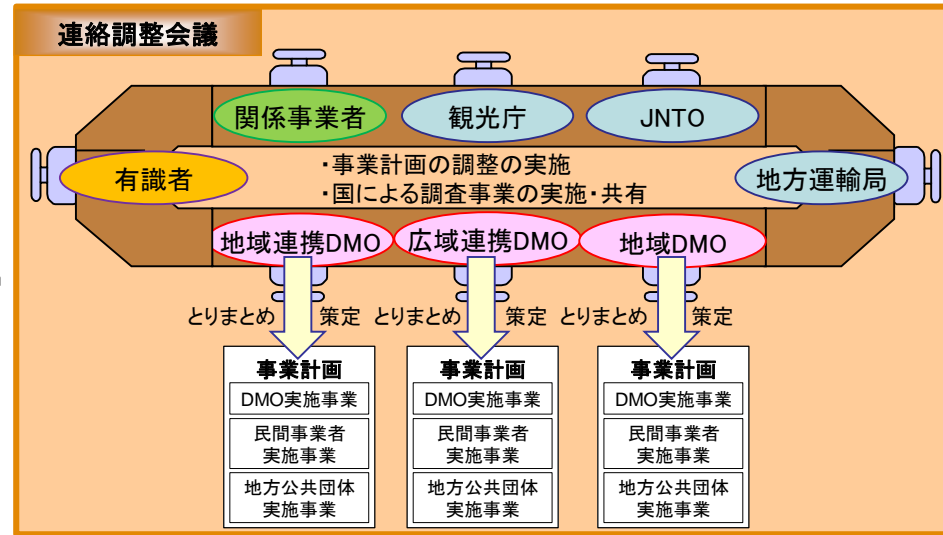 連絡調整会議
関係事業者
観光庁
JNTO
有識者
・事業計画の調整の実施
・国による調査事業の実施・共有
地方運輸局
地域連携DMO
広域連携DMO
地域DMO
とりまとめ
策定
とりまとめ
策定
とりまとめ
策定
事業計画
DMO実施事業
民間事業者
実施事業
地方公共団体
実施事業
事業計画
DMO実施事業
民間事業者
実施事業
地方公共団体
実施事業
事業計画
DMO実施事業
民間事業者
実施事業
地方公共団体
実施事業